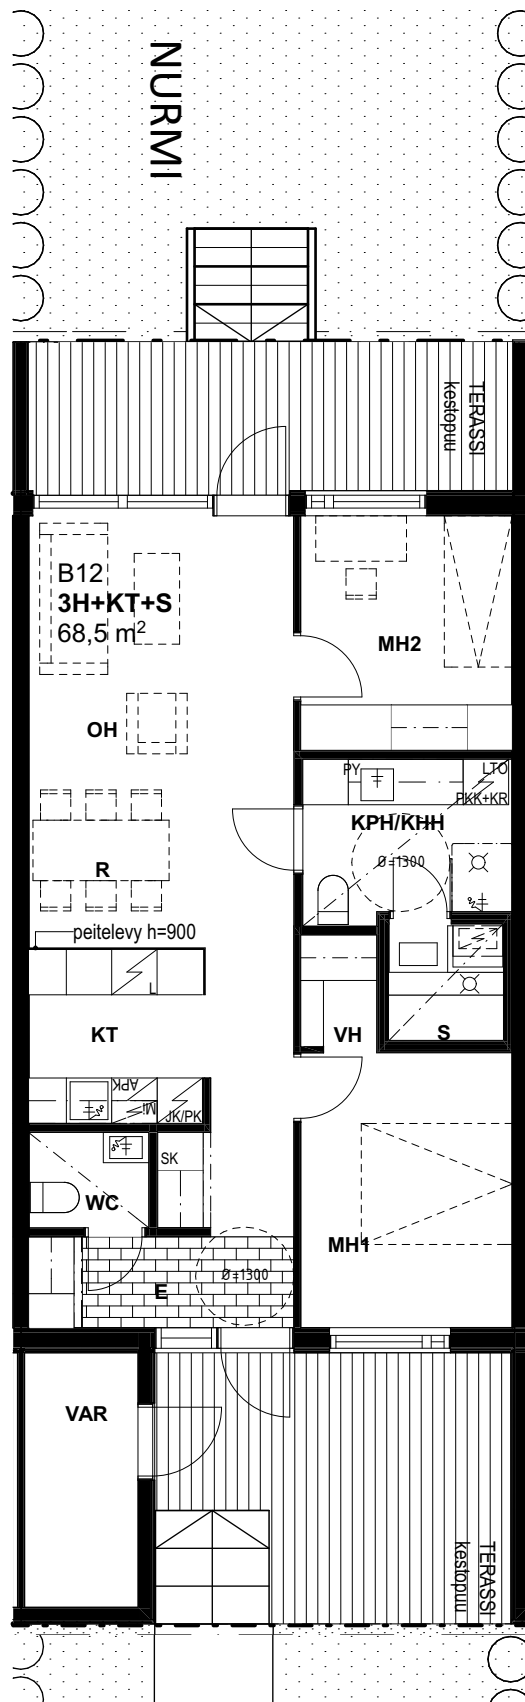 NURMI
TERASSI
kestopuu
B12
3H+KT+S
68,5 m²
MH2
OH
PY
LTO
PKK+KR
KPH/KHH
Ø=1300
R
peitelevy h=900
L
KT
VH
S
APK
Mi
JK/PK
SK
WC
MH1
Ø=1300
E
VAR
TERASSI
kestopuu